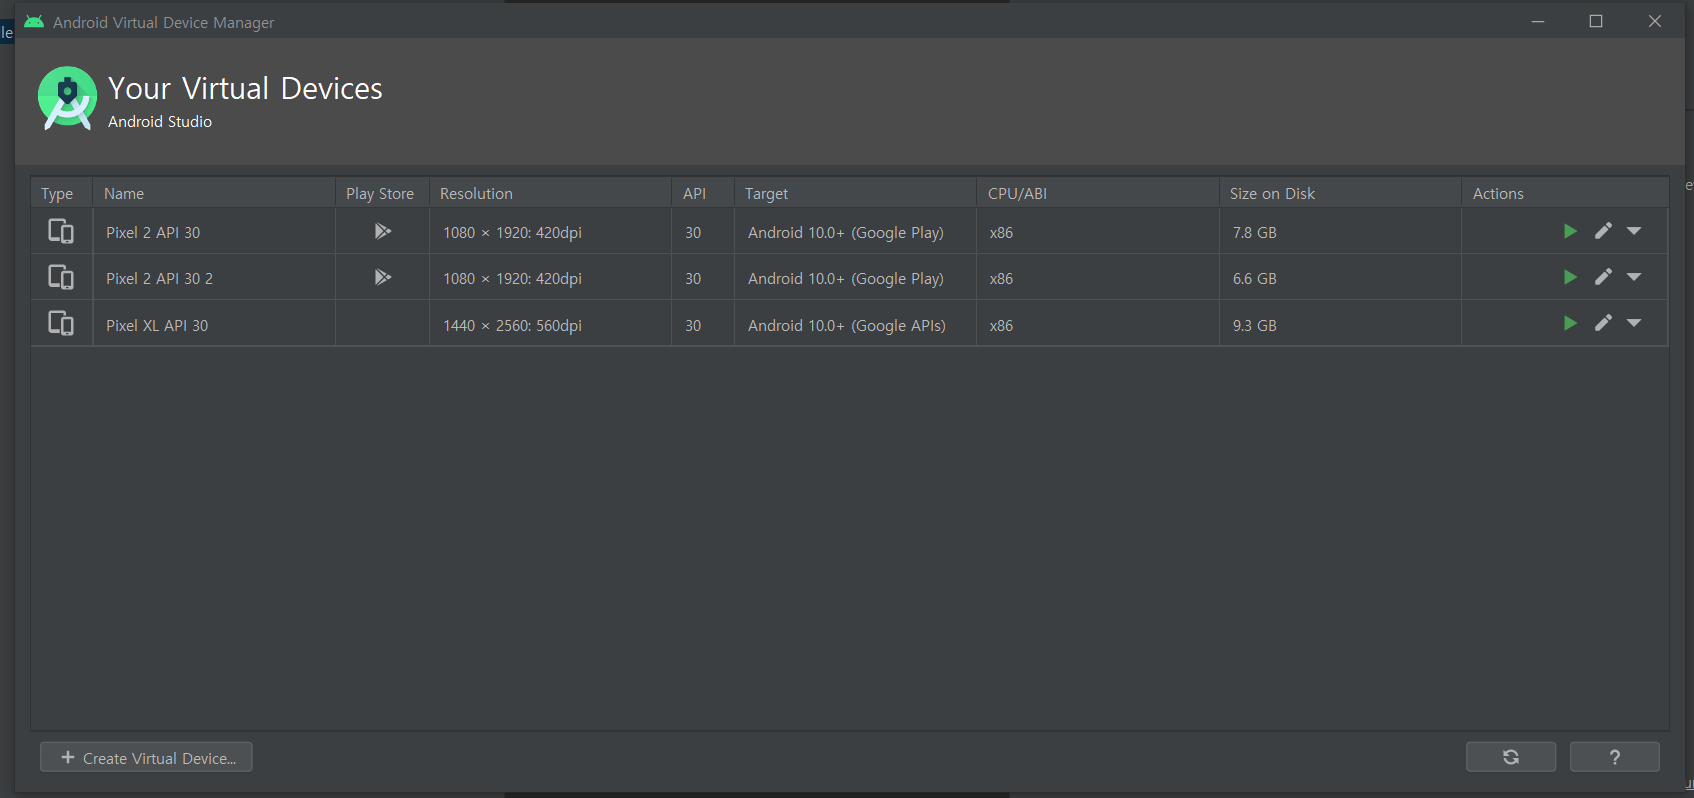 Android Virtual Device Manager
le
Your Virtual Devices
Android Studio
Type Name Play Store Resolution API Target CPU/ABI Size on Disk Actions
Pixel 2 API 30 1080 × 1920: 420dpi 30 Android 10.0+ (Google Play) x86 7.8 GB
Pixel 2 API 30 2 1080 × 1920: 420dpi 30 Android 10.0+ (Google Play) x86 6.6 GB
Pixel XL API 30 1440 × 2560: 560dpi 30 Android 10.0+ (Google APIs) x86 9.3 GB
+ Create Virtual Device...
?